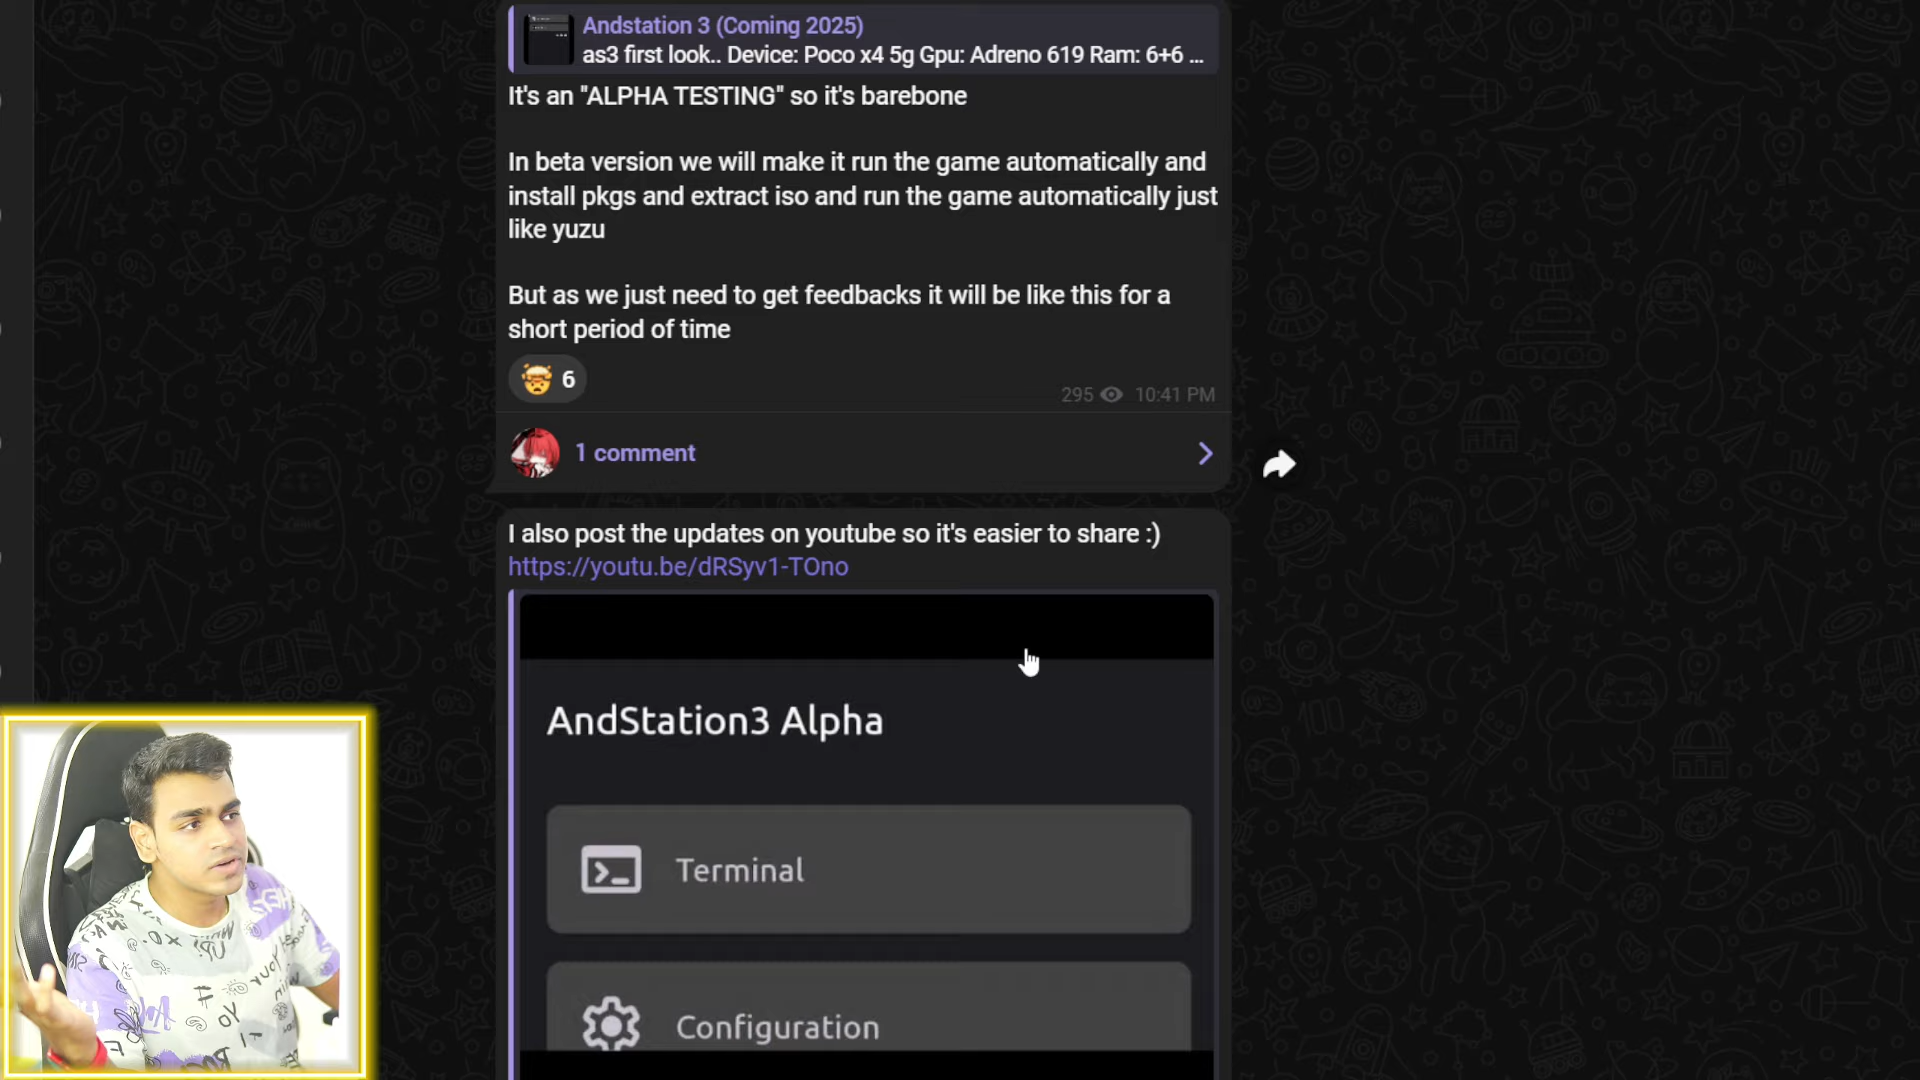 Andstation 3 (Coming 2025)
as3 first look.. Device: Poco x4 5g Gpu: Adreno 619 Ram: 6+6 ...
It's an "ALPHA TESTING" so it's barebone
In beta version we will make it run the game automatically and
install pkgs and extract iso and run the game automatically just
like yuzu
But as we just need to get feedbacks it will be like this for a
short period of time
6
295 10:41 PM
1 comment
I also post the updates on youtube so it's easier to share :)
https://youtu.be/dRSyv1-TOno
AndStation3 Alpha
Terminal
Configuration